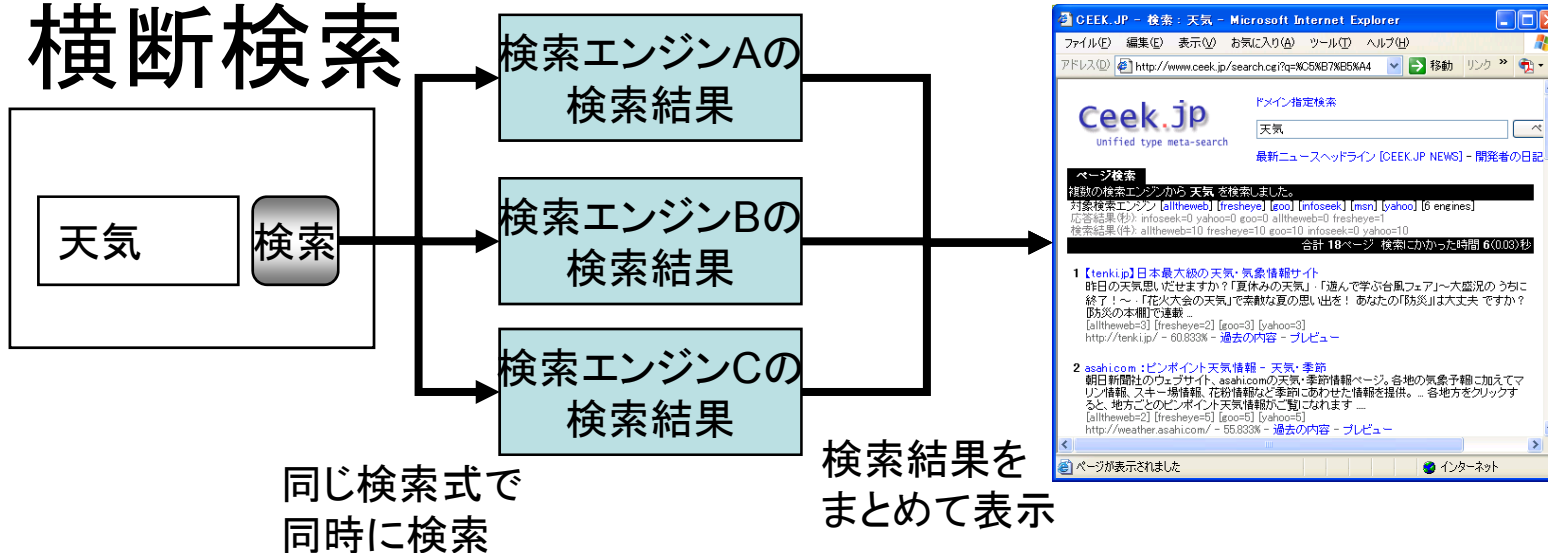 横断検索
天気
検索
検索エンジンAの
検索結果
検索エンジンBの
検索結果
検索エンジンCの
検索結果
同じ検索式で
同時に検索
検索結果を
まとめて表示
CEEK.JP - 検索 : 天気 - Microsoft Internet Explorer
ファイル(F) 編集(E) 表示(V) お気に入り(A) ツール(T) ヘルプ(H)
アドレス(D) http://www.ceek.jp/search.cgi?q=%C5%B7%B5%A4 移動 リンク »
Ceek.jp
Unified type meta-search
ドメイン指定検索
天気
ペ
最新ニュースヘッドライン [CEEK.JP NEWS] - 開発者の日記
ページ検索
複数の検索エンジンから 天気 を検索しました。
対象検索エンジン [alltheweb] [fresheye] [goo] [infoseek] [msn] [yahoo] [6 engines]
応答結果(秒): infoseek=0 yahoo=0 goo=0 alltheweb=0 fresheye=1
検索結果(件): alltheweb=10 fresheye=10 goo=10 infoseek=0 yahoo=10
合計 18ページ 検索にかかった時間 6(0.03)秒
1 【tenki.jp】日本最大級の天気・気象情報サイト
昨日の天気思いだせますか？「夏休みの天気」・「遊んで学ぶ台風フェア」～大盛況の うちに
終了！～・「花火大会の天気」で素敵な夏の思い出を！ あなたの「防災」は大丈夫 ですか？
「防災の本棚」で連載 ...
[alltheweb=3] [fresheye=2] [goo=3] [yahoo=3]
http://tenki.jp/ - 60.833% - 過去の内容 - プレビュー
2 asahi.com : ピンポイント天気情報 - 天気・季節
朝日新聞社のウェブサイト、asahi.comの天気・季節情報ページ。各地の気象予報に加えてマ
リン情報、スキー場情報、花粉情報など季節にあわせた情報を提供。 ... 各地方をクリックす
ると、地方ごとのピンポイント天気情報がご覧になれます ....
[alltheweb=2] [fresheye=5] [goo=5] [yahoo=5]
http://weather.asahi.com/ - 55.833% - 過去の内容 - プレビュー
ページが表示されました インターネット